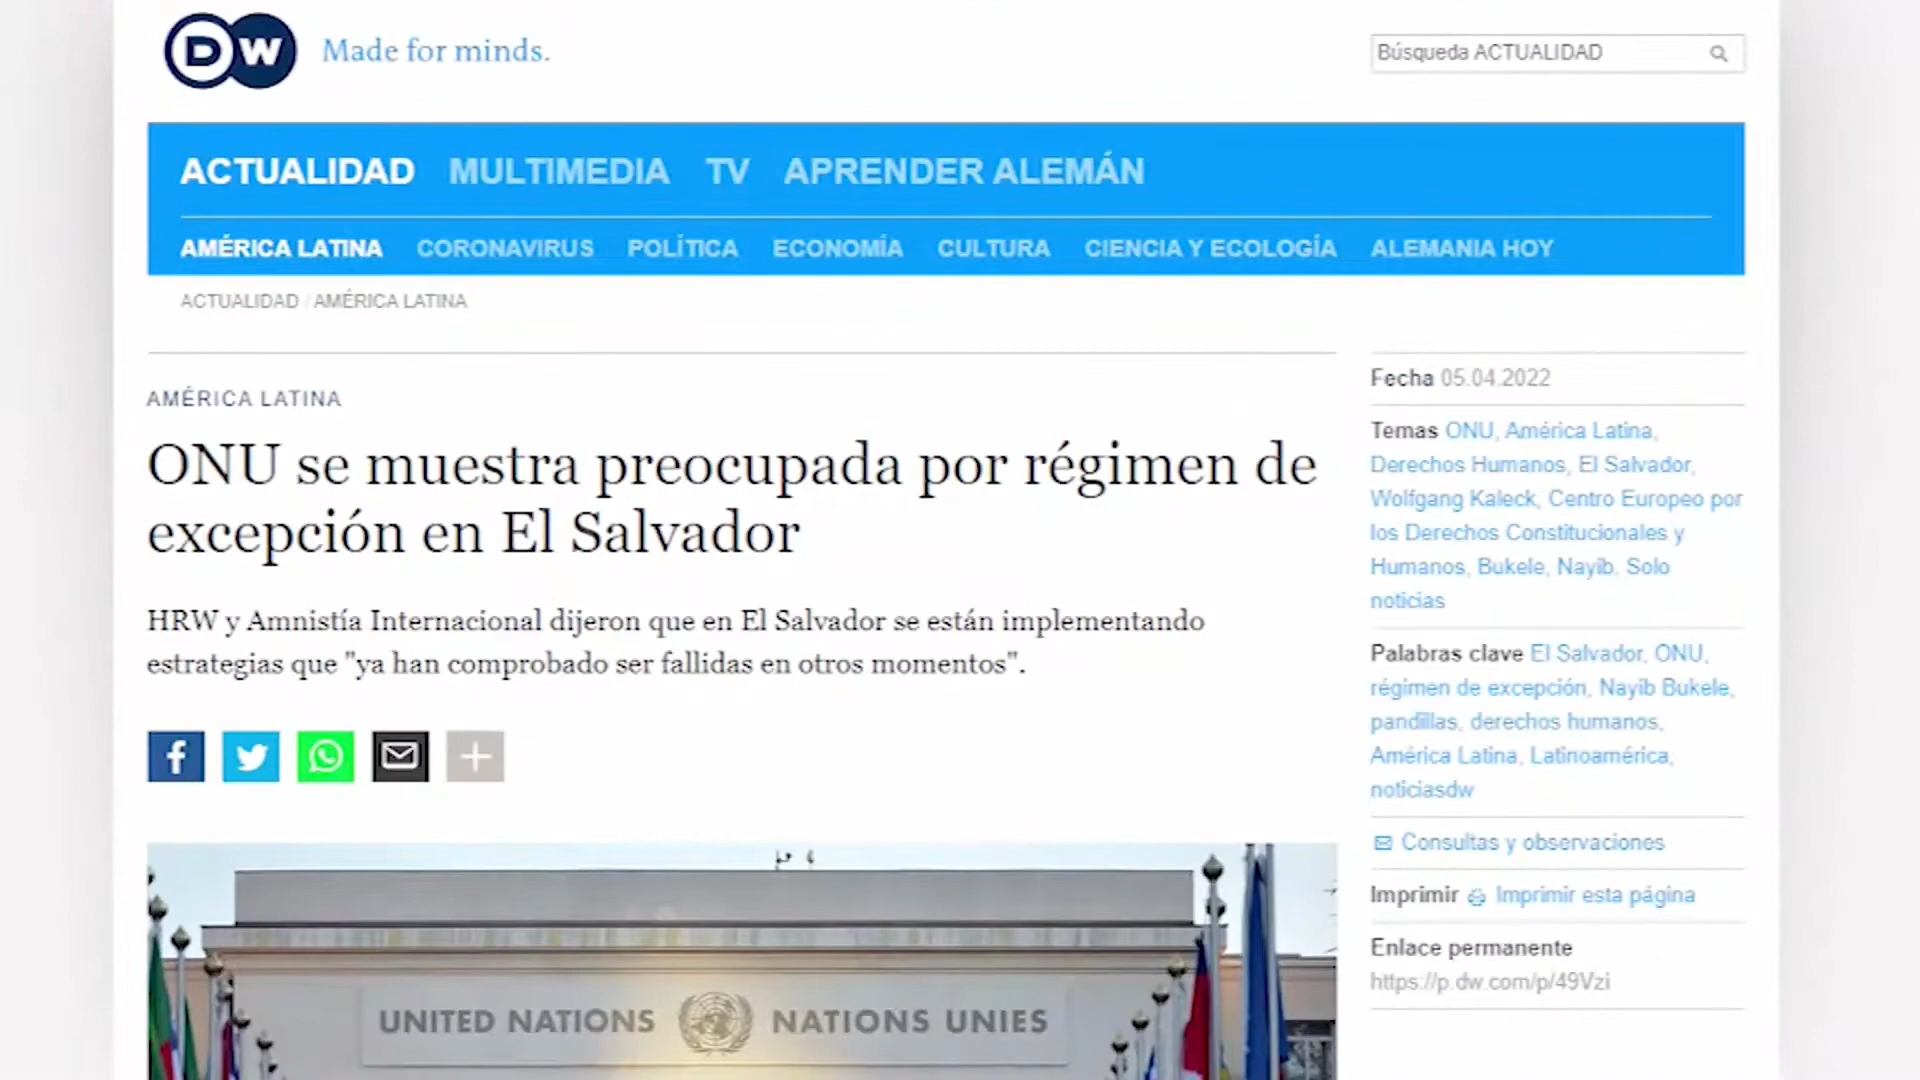 DW Made for minds.
Búsqueda ACTUALIDAD
ACTUALIDAD MULTIMEDIA TV APRENDER ALEMÁN
AMÉRICA LATINA CORONAVIRUS POLÍTICA ECONOMÍA CULTURA CIENCIA Y ECOLOGÍA ALEMANIA HOY
ACTUALIDAD / AMÉRICA LATINA
AMÉRICA LATINA
ONU se muestra preocupada por régimen de
excepción en El Salvador
HRW y Amnistía Internacional dijeron que en El Salvador se están implementando
estrategias que "ya han comprobado ser fallidas en otros momentos".
UNITED NATIONS NATIONS UNIES
Fecha 05.04.2022
Temas ONU, América Latina,
Derechos Humanos, El Salvador,
Wolfgang Kaleck, Centro Europeo por
los Derechos Constitucionales y
Humanos, Bukele, Nayib, Solo
noticias
Palabras clave El Salvador, ONU,
régimen de excepción, Nayib Bukele,
pandillas, derechos humanos,
América Latina, Latinoamérica,
noticiasdw
Consultas y observaciones
Imprimir Imprimir esta página
Enlace permanente
https://p.dw.com/p/49Vzi